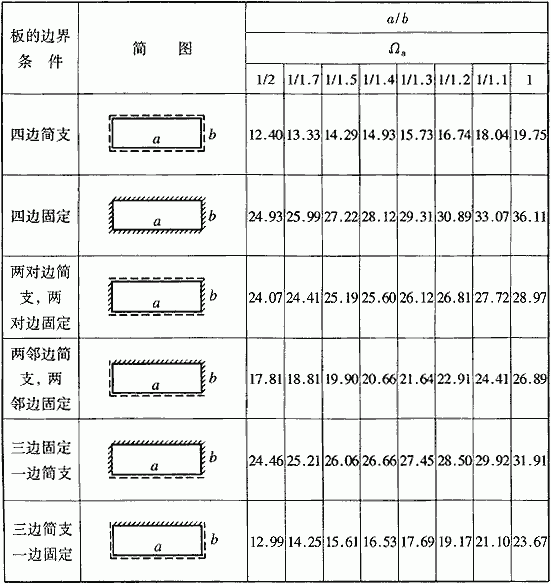 板的边界
条 件
简 图
a/b
Ωa
1/2 1/1.7 1/1.5 1/1.4 1/1.3 1/1.2 1/1.1 1
四边简支
a b
12.40 13.33 14.29 14.93 15.73 16.74 18.04 19.75
四边固定
a b
24.93 25.99 27.22 28.12 29.31 30.89 33.07 36.11
两对边简
支，两
对边固定
a b
24.07 24.41 25.19 25.60 26.12 26.81 27.72 28.97
两邻边简
支，两
邻边固定
a b
17.81 18.81 19.90 20.66 21.64 22.91 24.41 26.89
三边固定
一边简支
a b
24.46 25.21 26.06 26.66 27.45 28.50 29.92 31.91
三边简支
一边固定
a b
12.99 14.25 15.61 16.53 17.69 19.17 21.10 23.67